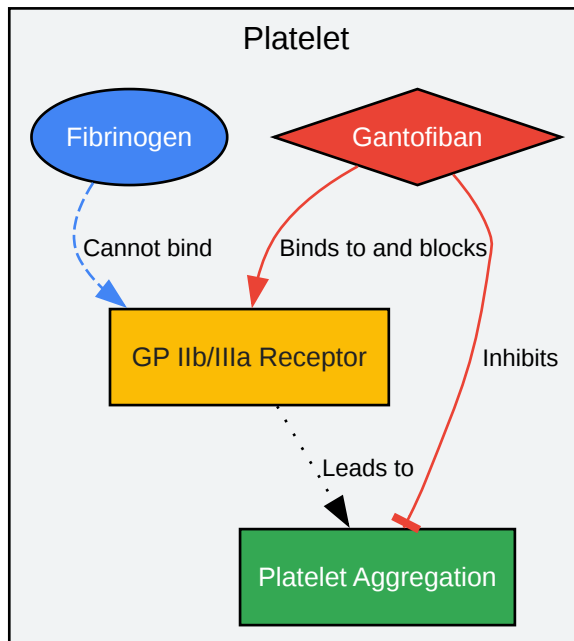 Platelet
Fibrinogen
Gantofiban
Cannot bind
Binds to and blocks
GP IIb/IIIa Receptor
Inhibits
Leads to
Platelet Aggregation